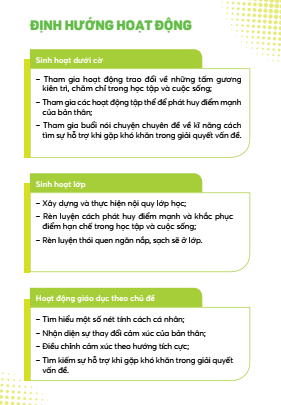 ĐỊNH HƯỚNG HOẠT ĐỘNG
Sinh hoạt dưới cờ
– Tham gia hoạt động trao đổi về những tấm gương
kiên trì, chăm chỉ trong học tập và cuộc sống;
– Tham gia các hoạt động tập thể để phát huy điểm mạnh
của bản thân;
– Tham gia buổi nói chuyện chuyên đề về kĩ năng cách
tìm sự hỗ trợ khi gặp khó khăn trong giải quyết vấn đề.
Sinh hoạt lớp
– Xây dựng và thực hiện nội quy lớp học;
– Rèn luyện cách phát huy điểm mạnh và khắc phục
điểm hạn chế trong học tập và cuộc sống;
– Rèn luyện thói quen ngăn nắp, sạch sẽ ở lớp.
Hoạt động giáo dục theo chủ đề
– Tìm hiểu một số nét tính cách cá nhân;
– Nhận diện sự thay đổi cảm xúc của bản thân;
– Điều chỉnh cảm xúc theo hướng tích cực;
– Tìm kiếm sự hỗ trợ khi gặp khó khăn trong giải quyết
vấn đề.